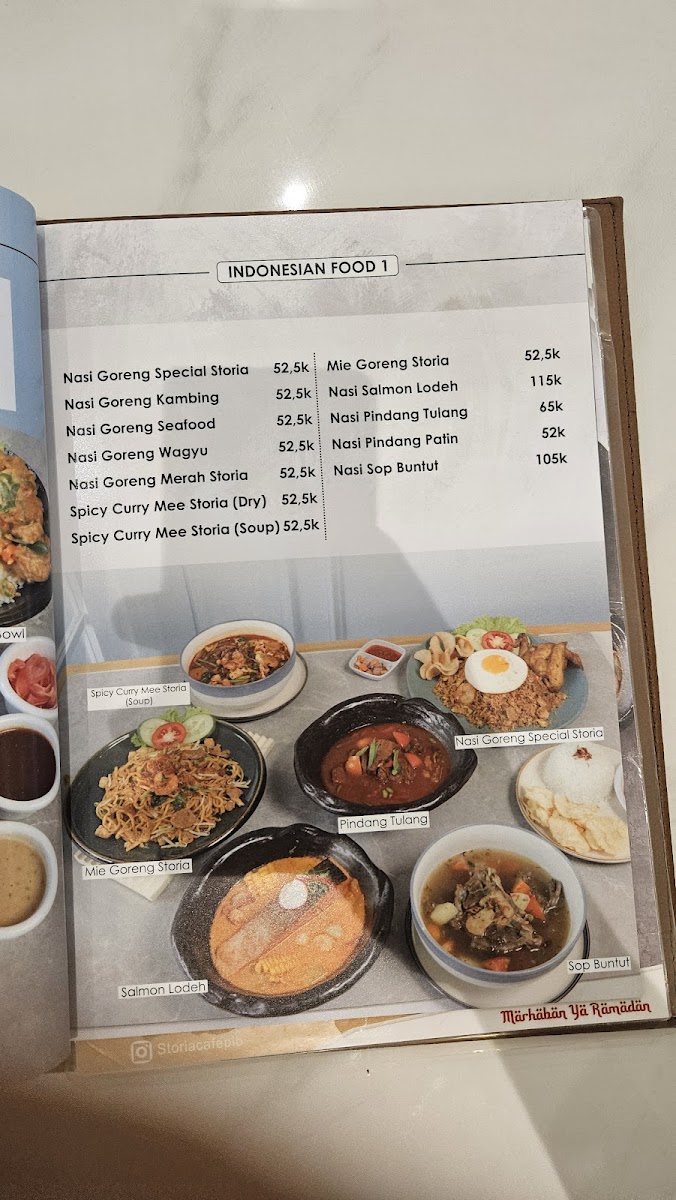 INDONESIAN FOOD 1
Nasi Goreng Special Storia 52,5k
Nasi Goreng Kambing 52,5k
Nasi Goreng Seafood 52,5k
Nasi Goreng Wagyu 52,5k
Nasi Goreng Merah Storia 52,5k
Spicy Curry Mee Storia (Dry) 52,5k
Spicy Curry Mee Storia (Soup) 52,5k
Mie Goreng Storia 52,5k
Nasi Salmon Lodeh 115k
Nasi Pindang Tulang 65k
Nasi Pindang Patin 52k
Nasi Sop Buntut 105k
Bowl
Spicy Curry Mee Storia
(Soup)
Nasi Goreng Special Storia
Pindang Tulang
Mie Goreng Storia
Salmon Lodeh
Sop Buntut
Märhäbän Yä Rämädän
Storiacafeplb